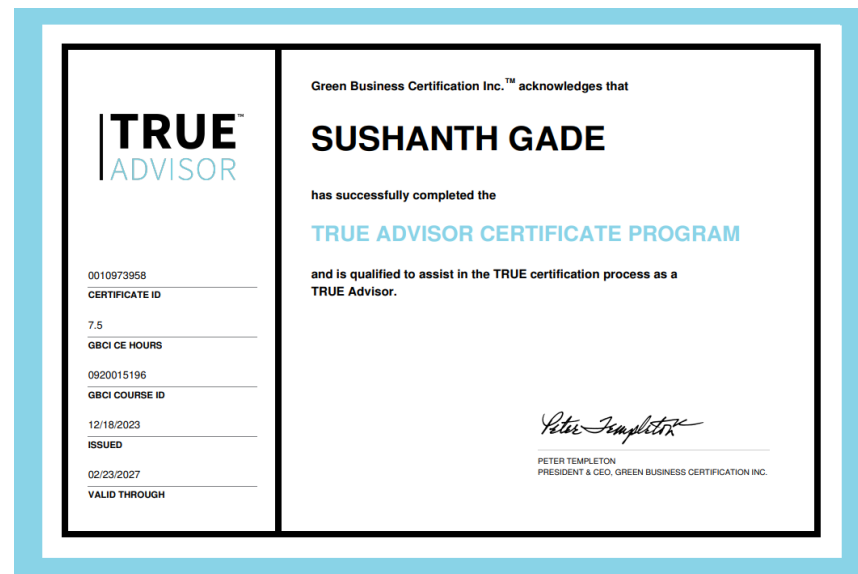 TRUE™
ADVISOR
0010973958
CERTIFICATE ID
7.5
GBCI CE HOURS
0920015196
GBCI COURSE ID
12/18/2023
ISSUED
02/23/2027
VALID THROUGH
Green Business Certification Inc.™ acknowledges that
SUSHANTH GADE
has successfully completed the
TRUE ADVISOR CERTIFICATE PROGRAM
and is qualified to assist in the TRUE certification process as a
TRUE Advisor.
Peter Templeton
PETER TEMPLETON
PRESIDENT & CEO, GREEN BUSINESS CERTIFICATION INC.